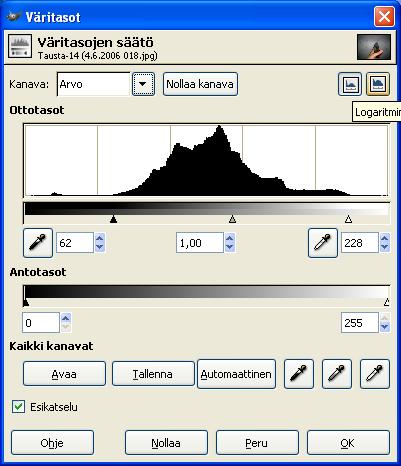 Väritasot
Väritasojen säätö
Tausta-14 (4.6.2006 018.jpg)
Kanava: Arvo Nollaa kanava
Ottotasot
62 1,00 228
Antotasot
0 255
Kaikki kanavat
Avaa Tallenna Automaattinen
Esikatselu
Ohje Nollaa Peru OK